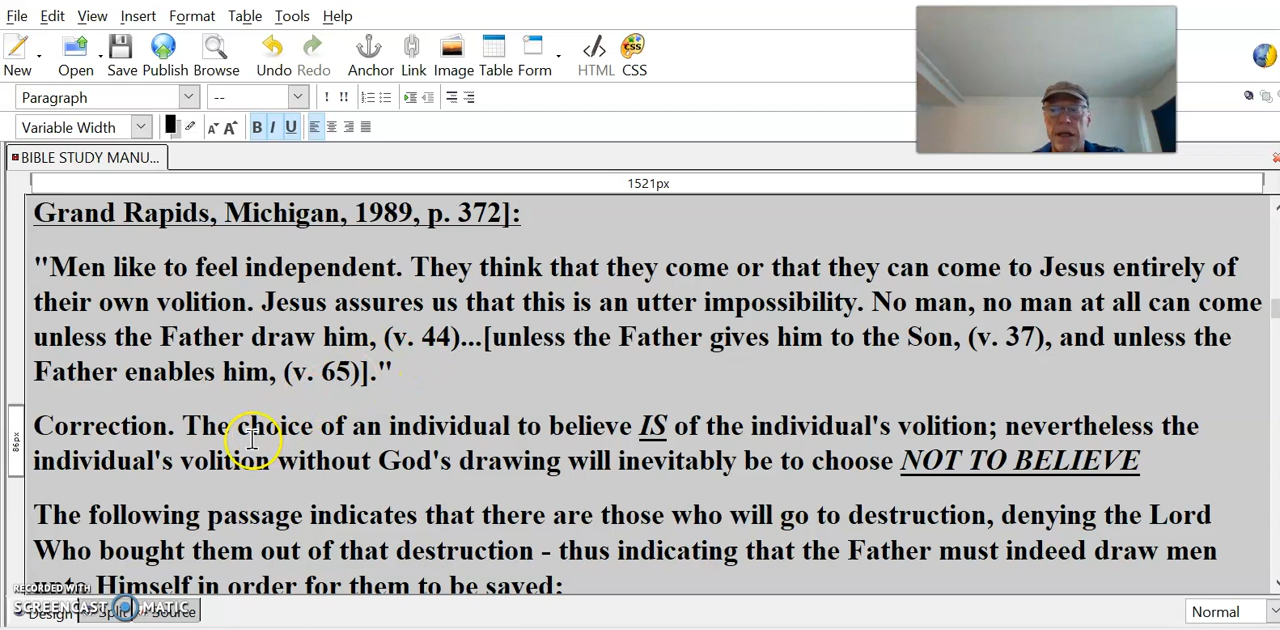 File Edit View Insert Format Table Tools Help
New Open Save Publish Browse Undo Redo Anchor Link Image Table Form HTML CSS
Paragraph --
Variable Width A A B I U
BIBLE STUDY MANU...
1521px
Grand Rapids, Michigan, 1989, p. 372]:
"Men like to feel independent. They think that they come or that they can come to Jesus entirely of
their own volition. Jesus assures us that this is an utter impossibility. No man, no man at all can come
unless the Father draw him, (v. 44)...[unless the Father gives him to the Son, (v. 37), and unless the
Father enables him, (v. 65)]."
86px
Correction. The choice of an individual to believe IS of the individual's volition; nevertheless the
individual's volition without God's drawing will inevitably be to choose NOT TO BELIEVE
The following passage indicates that there are those who will go to destruction, denying the Lord
Who bought them out of that destruction - thus indicating that the Father must indeed draw men
unto Himself in order for them to be saved:
RECORDED WITH
SCREENCAST-O-MATIC
Design Split Source Normal